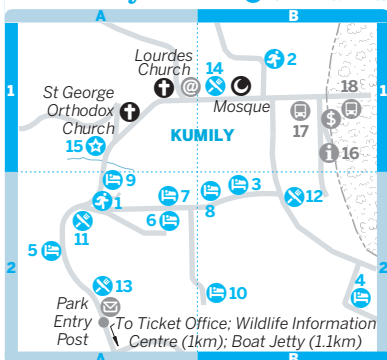 A B
Lourdes
Church
14
2
1 1
St George
Orthodox
Church
@
Mosque
18
$
17
KUMILY
15
i 16
9
7
3
1
8
12
6
11
2 2
5
13
10
4
Park
Entry
Post
To Ticket Office; Wildlife Information
Centre (1km); Boat Jetty (1.1km)
A B